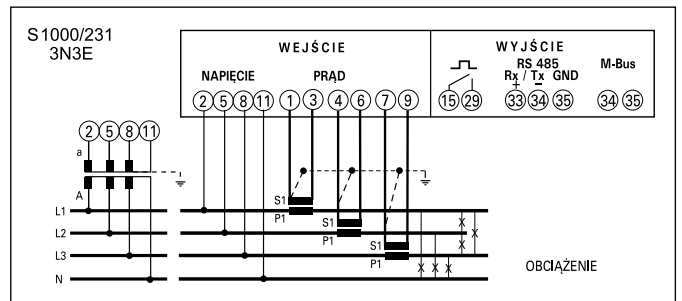 S1000/231
3N3E
WEJŚCIE
NAPIĘCIE PRĄD
2 5 8 11 1 3 4 6 7 9
WYJŚCIE
RS 485
Rx / Tx GND
+ −
M-Bus
15 29 33 34 35 34 35
2 5 8 11
a
A
S1
P1
S1
P1
S1
P1
L1
L2
L3
N
OBCIĄŻENIE